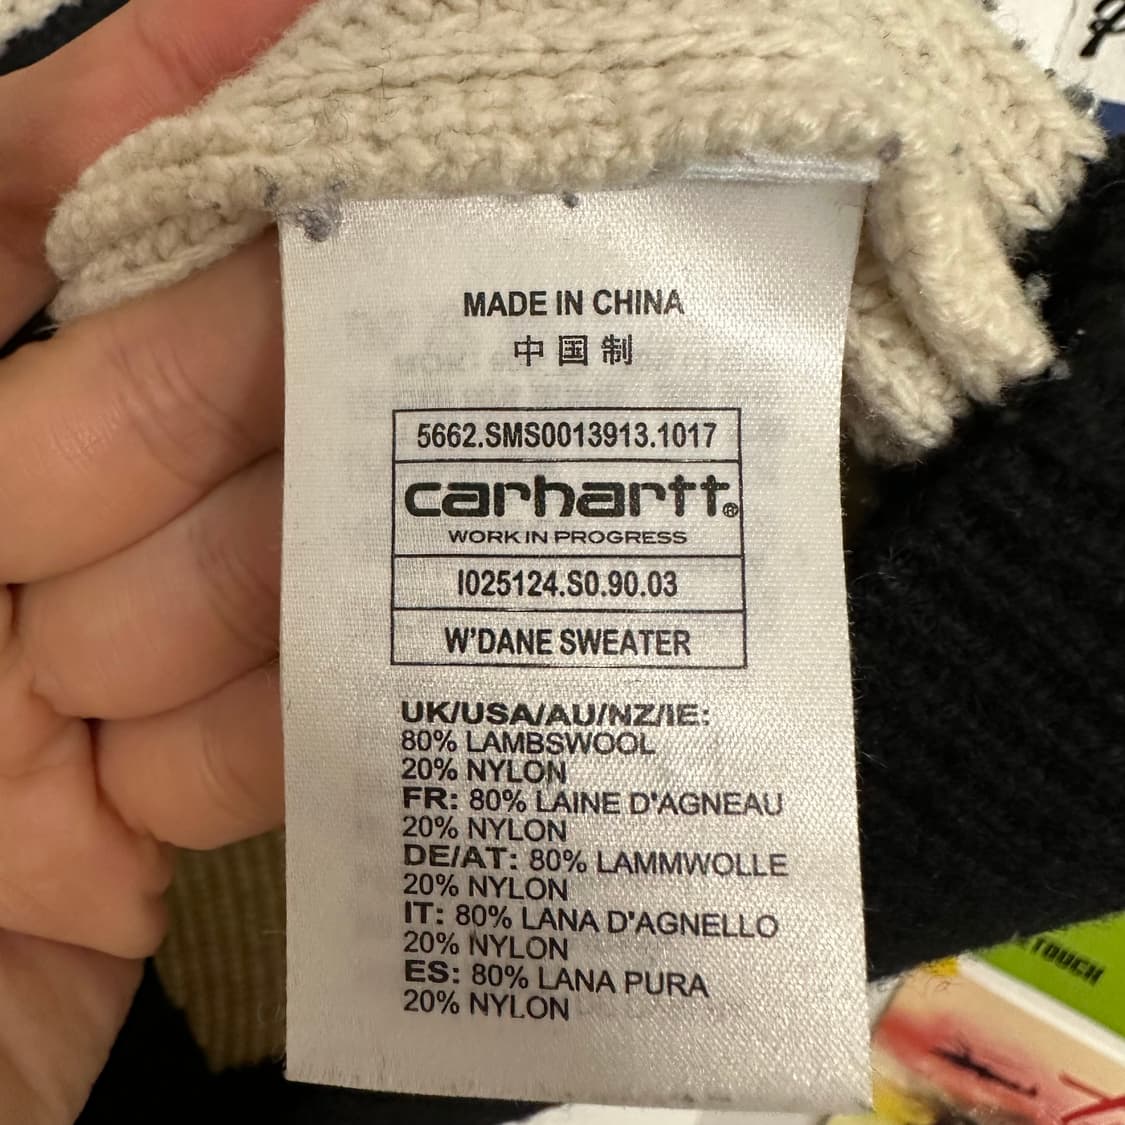 MADE IN CHINA
中国制
5662.SMS0013913.1017
carhartt®
WORK IN PROGRESS
I025124.S0.90.03
W'DANE SWEATER
UK/USA/AU/NZ/IE:
80% LAMBSWOOL
20% NYLON
FR: 80% LAINE D'AGNEAU
20% NYLON
DE/AT: 80% LAMMWOLLE
20% NYLON
IT: 80% LANA D'AGNELLO
20% NYLON
ES: 80% LANA PURA
20% NYLON
TOUCH